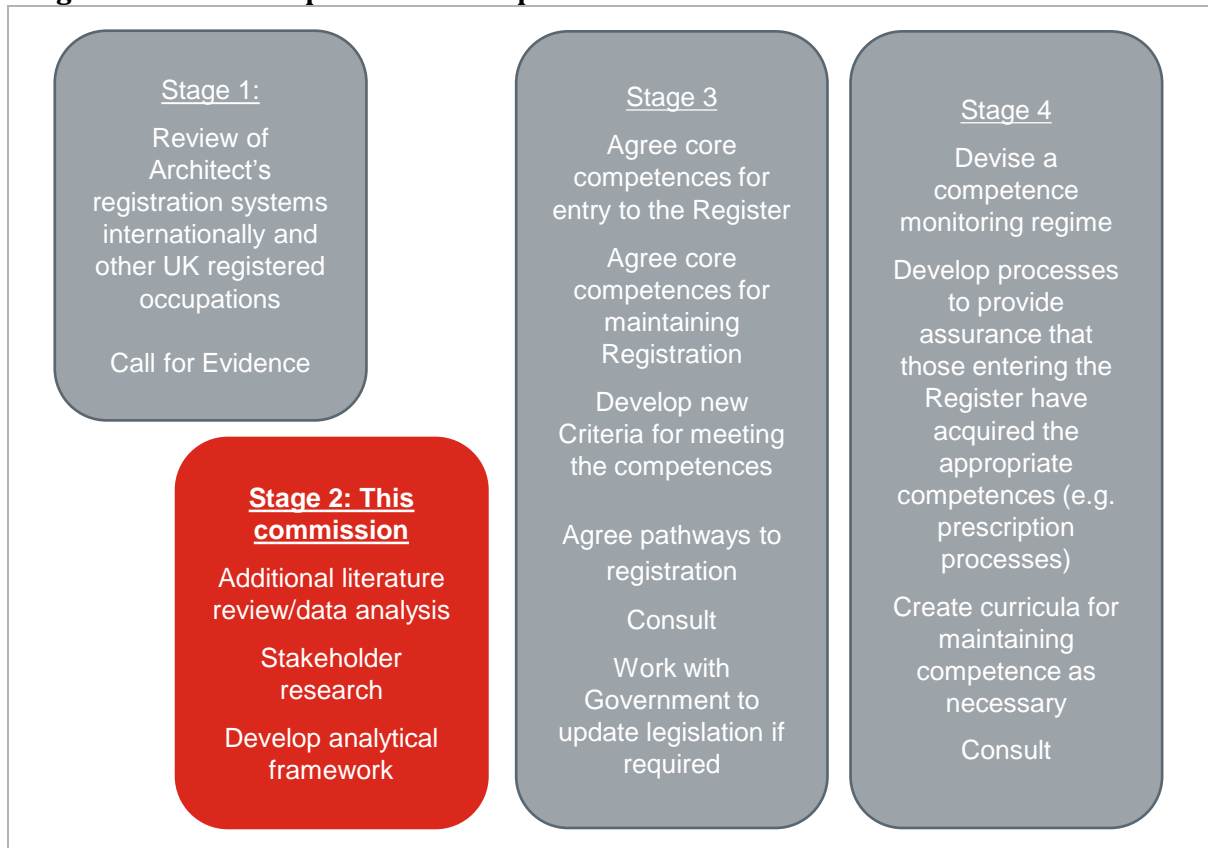 Stage 1:
Review of
Architect's
registration systems
internationally and
other UK registered
occupations
Call for Evidence
Stage 2: This
commission
Additional literature
review/data analysis
Stakeholder
research
Develop analytical
framework
Stage 3
Agree core
competences for
entry to the Register
Agree core
competences for
maintaining
Registration
Develop new
Criteria for meeting
the competences
Agree pathways to
registration
Consult
Work with
Government to
update legislation if
required
Stage 4
Devise a
competence
monitoring regime
Develop processes
to provide
assurance that
those entering the
Register have
acquired the
appropriate
competences (e.g.
prescription
processes)
Create curricula for
maintaining
competence as
necessary
Consult